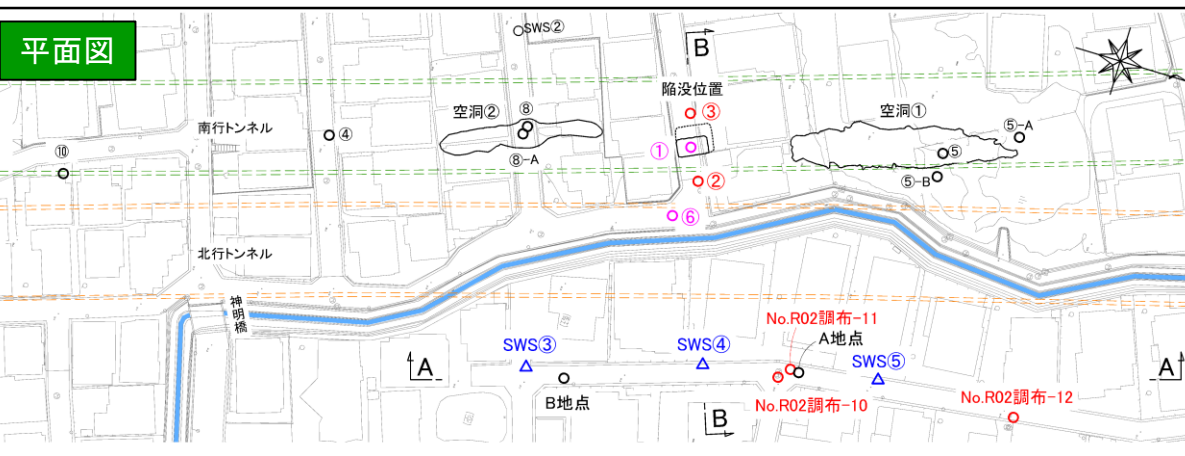 平面図
SWS②
B
陥没位置
③
空洞①
⑤-A
空洞②
⑧
南行トンネル
④
①
⑤
⑩
⑧-A
②
⑤-B
⑥
北行トンネル
神明橋
No.R02調布-11
SWS③
SWS④
A地点
SWS⑤
A
A
B地点
No.R02調布-10
No.R02調布-12
B